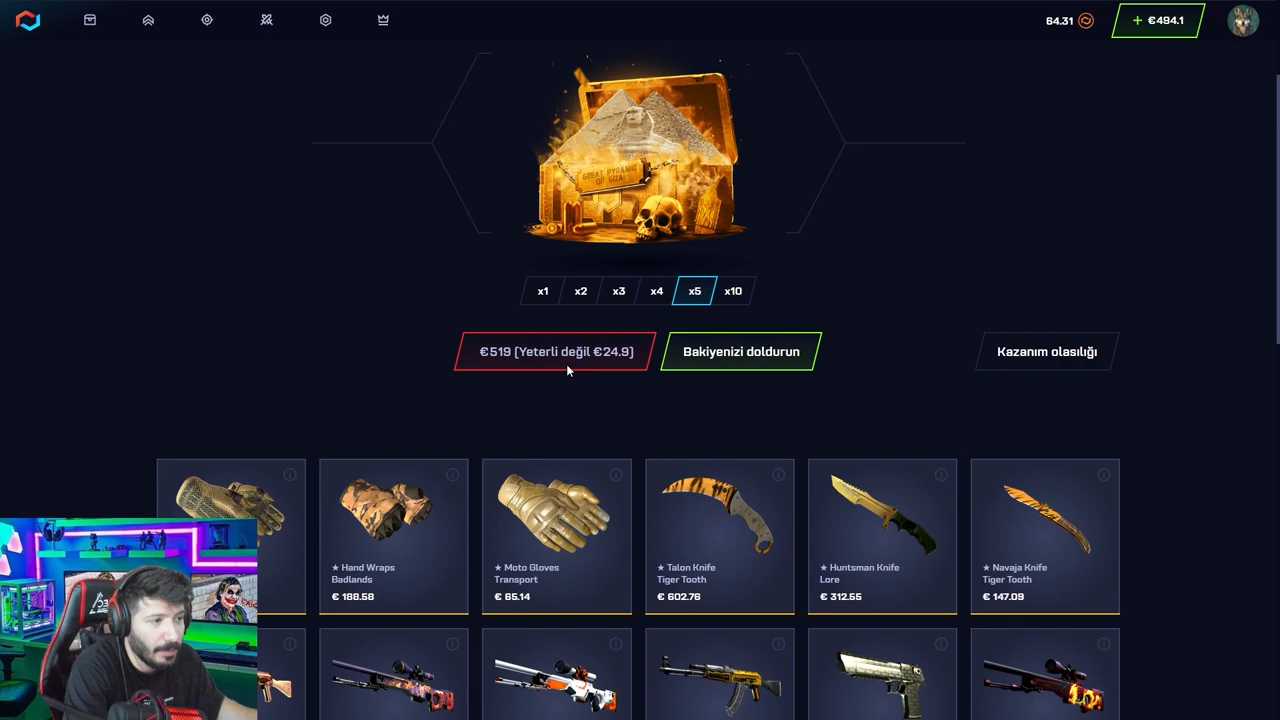 64.31
+ €494.1
GREAT PYRAMID
OF GIZA
x1
x2
x3
x4
x5
x10
€519 (Yeterli değil €24.9)
Bakiyenizi doldurun
Kazanım olasılığı
★ Hand Wraps
Badlands
€ 188.58
★ Moto Gloves
Transport
€ 65.14
★ Talon Knife
Tiger Tooth
€ 602.76
★ Huntsman Knife
Lore
€ 312.55
★ Navaja Knife
Tiger Tooth
€ 147.09